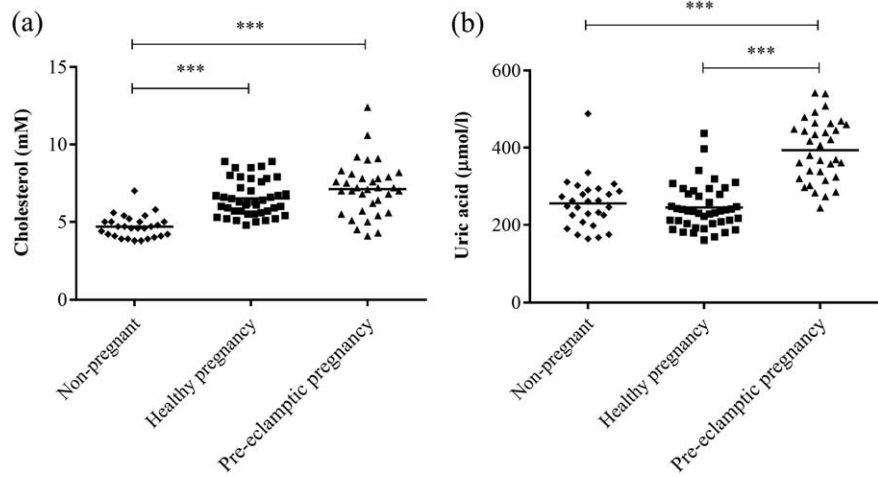 (a)
***
***
15
10
5
0
Cholesterol (mM)
Non-pregnant
Healthy pregnancy
Pre-eclamptic pregnancy
(b)
***
***
600
400
200
0
Uric acid (μmol/l)
Non-pregnant
Healthy pregnancy
Pre-eclamptic pregnancy